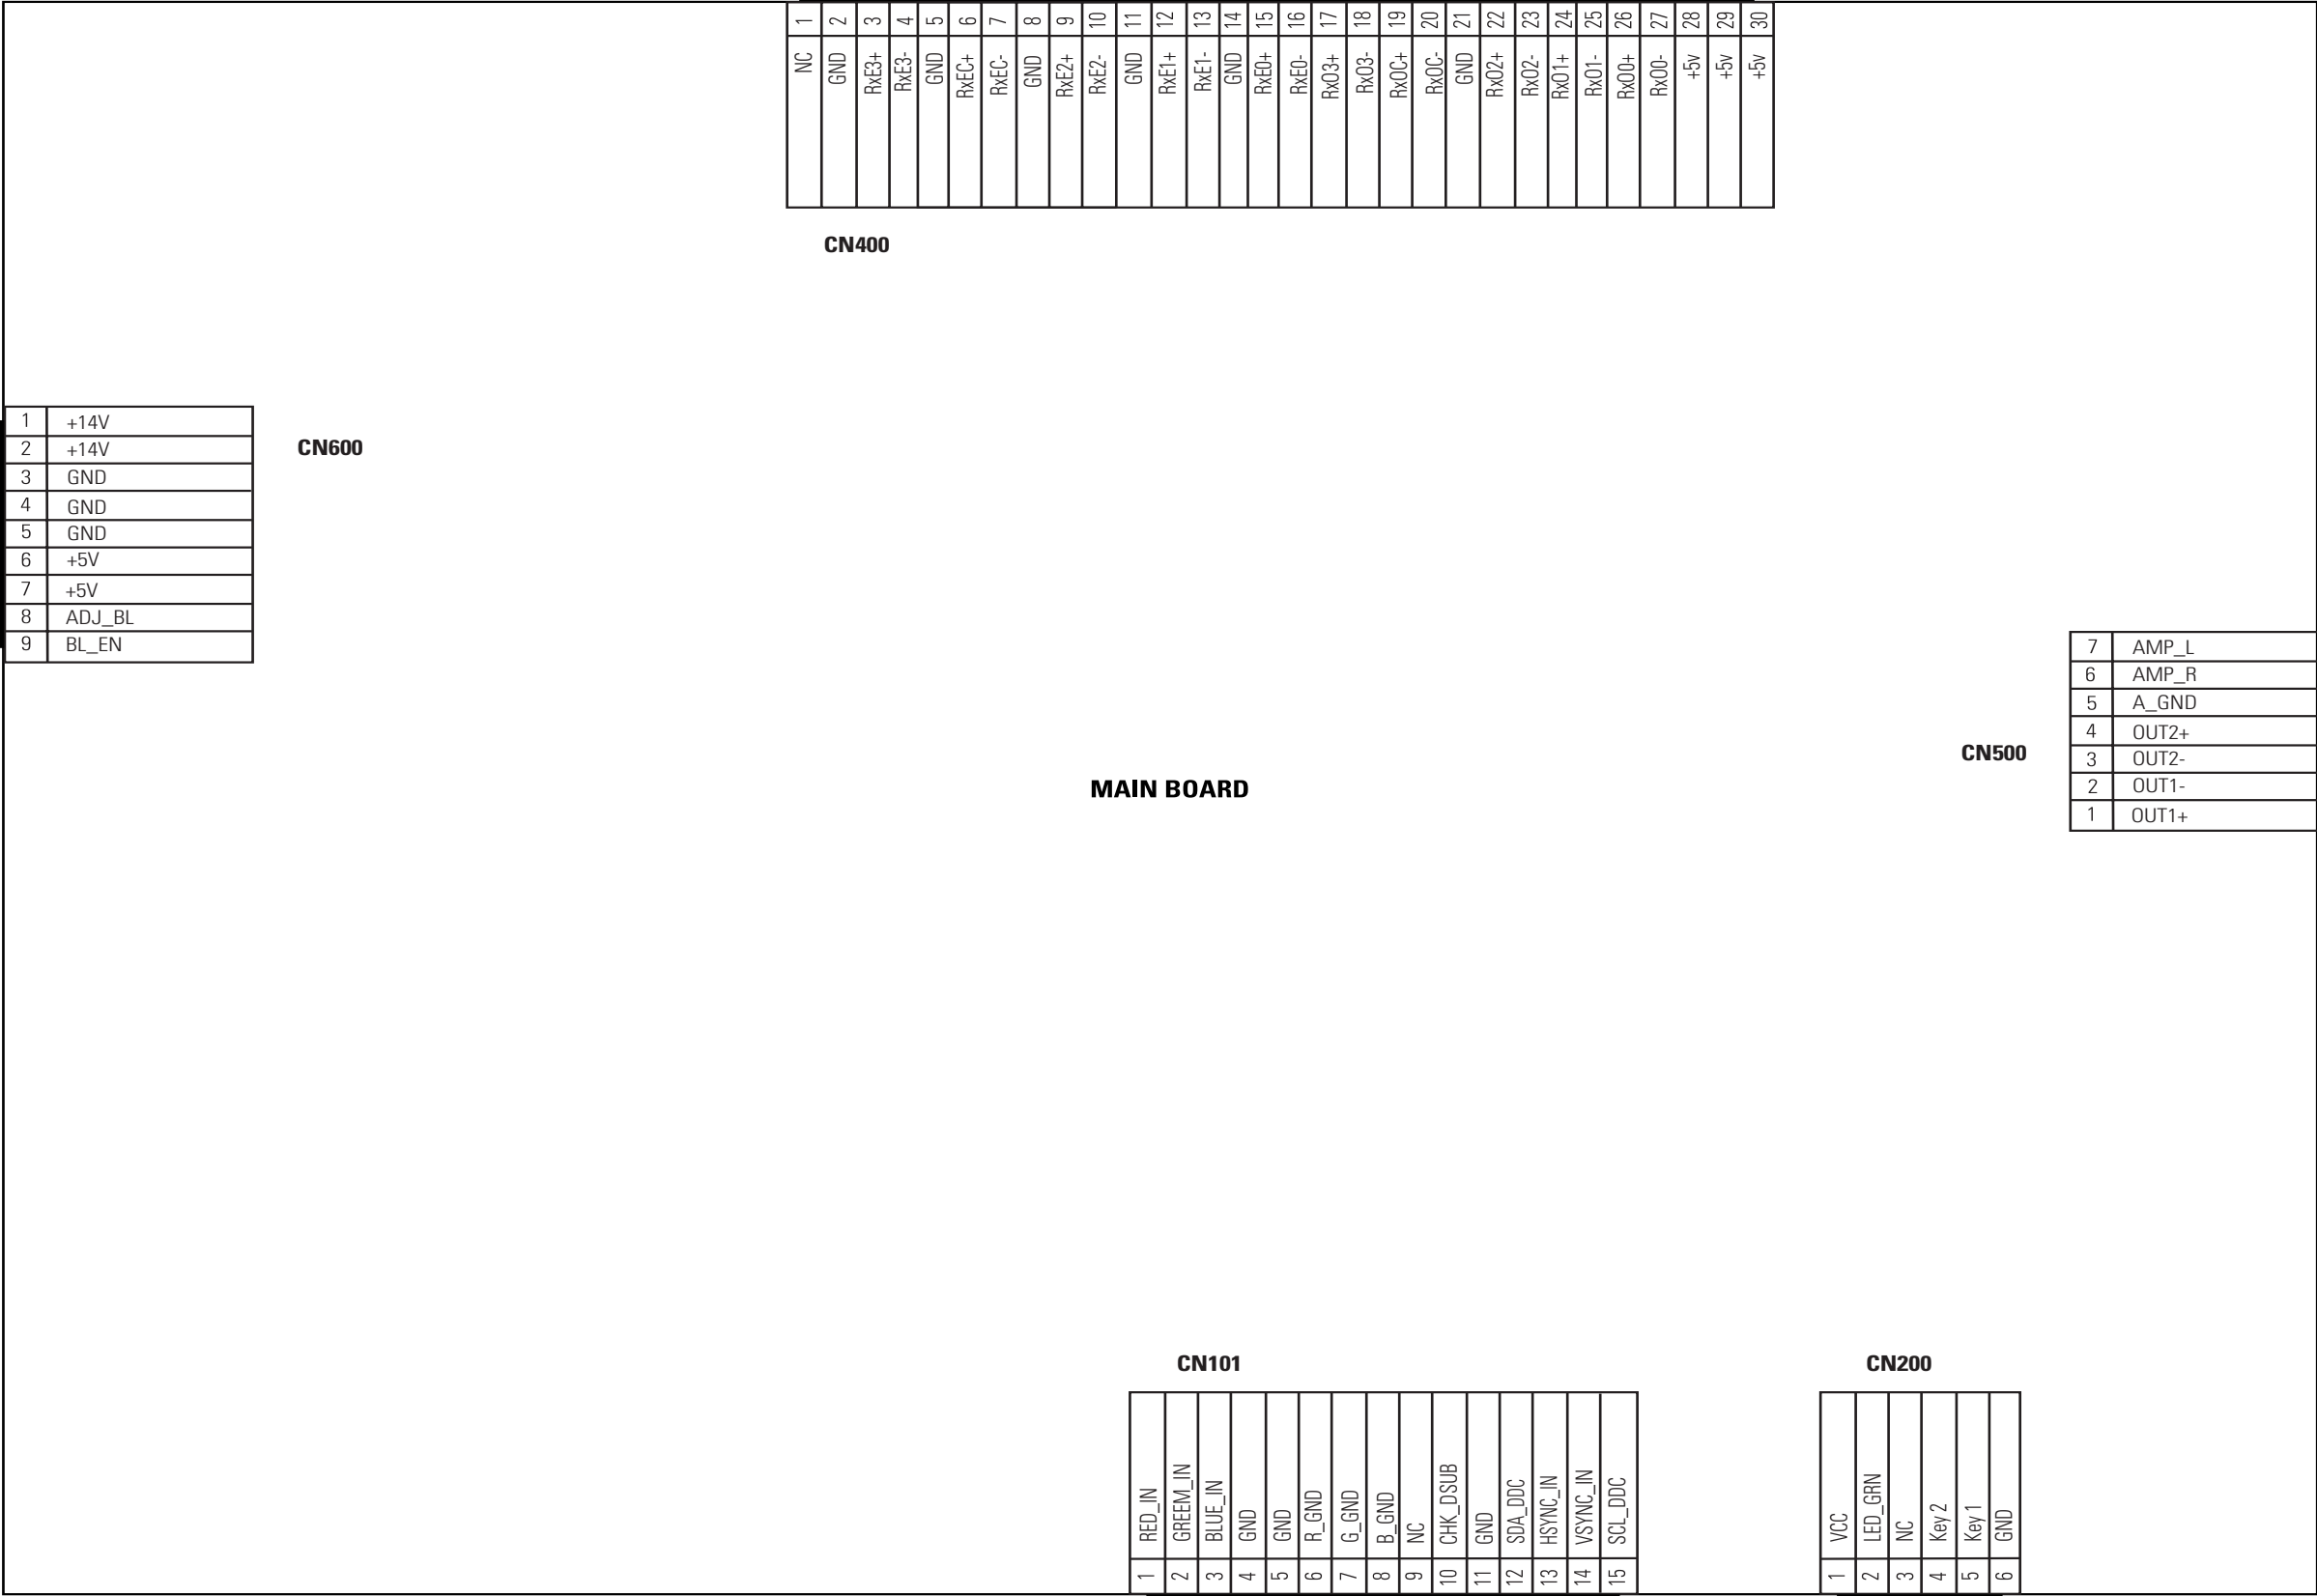 1 2 3 4 5 6 7 8 9 10 11 12 13 14 15 16 17 18 19 20 21 22 23 24 25 26 27 28 29 30
NC GND RxE3+ RxE3- GND RxEC+ RxEC- GND RxE2+ RxE2- GND RxE1+ RxE1- GND RxE0+ RxE0- RxO3+ RxO3- RxOC+ RxOC- GND RxO2+ RxO2- RxO1+ RxO1- RxO0+ RxO0- +5v +5v +5v
CN400
1 +14V
2 +14V
3 GND
4 GND
5 GND
6 +5V
7 +5V
8 ADJ_BL
9 BL_EN
CN600
7 AMP_L
6 AMP_R
5 A_GND
4 OUT2+
3 OUT2-
2 OUT1-
1 OUT1+
CN500
MAIN BOARD
CN101
RED_IN GREEM_IN BLUE_IN GND GND R_GND G_GND B_GND NC CHK_DSUB GND SDA_DDC HSYNC_IN VSYNC_IN SCL_DDC
1 2 3 4 5 6 7 8 9 10 11 12 13 14 15
CN200
VCC LED_GRN NC Key 2 Key 1 GND
1 2 3 4 5 6